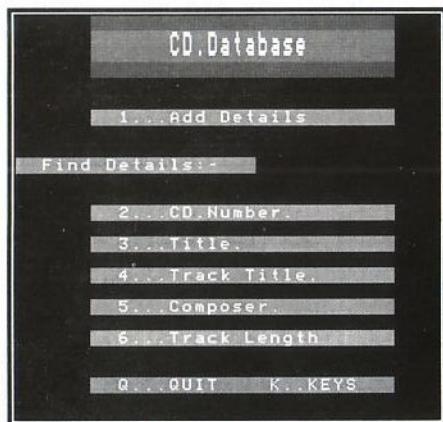 CD.Database
1...Add Details
Find Details:-
2...CD.Number.
3...Title.
4...Track Title.
5...Composer.
6...Track Length
Q...QUIT K..KEYS